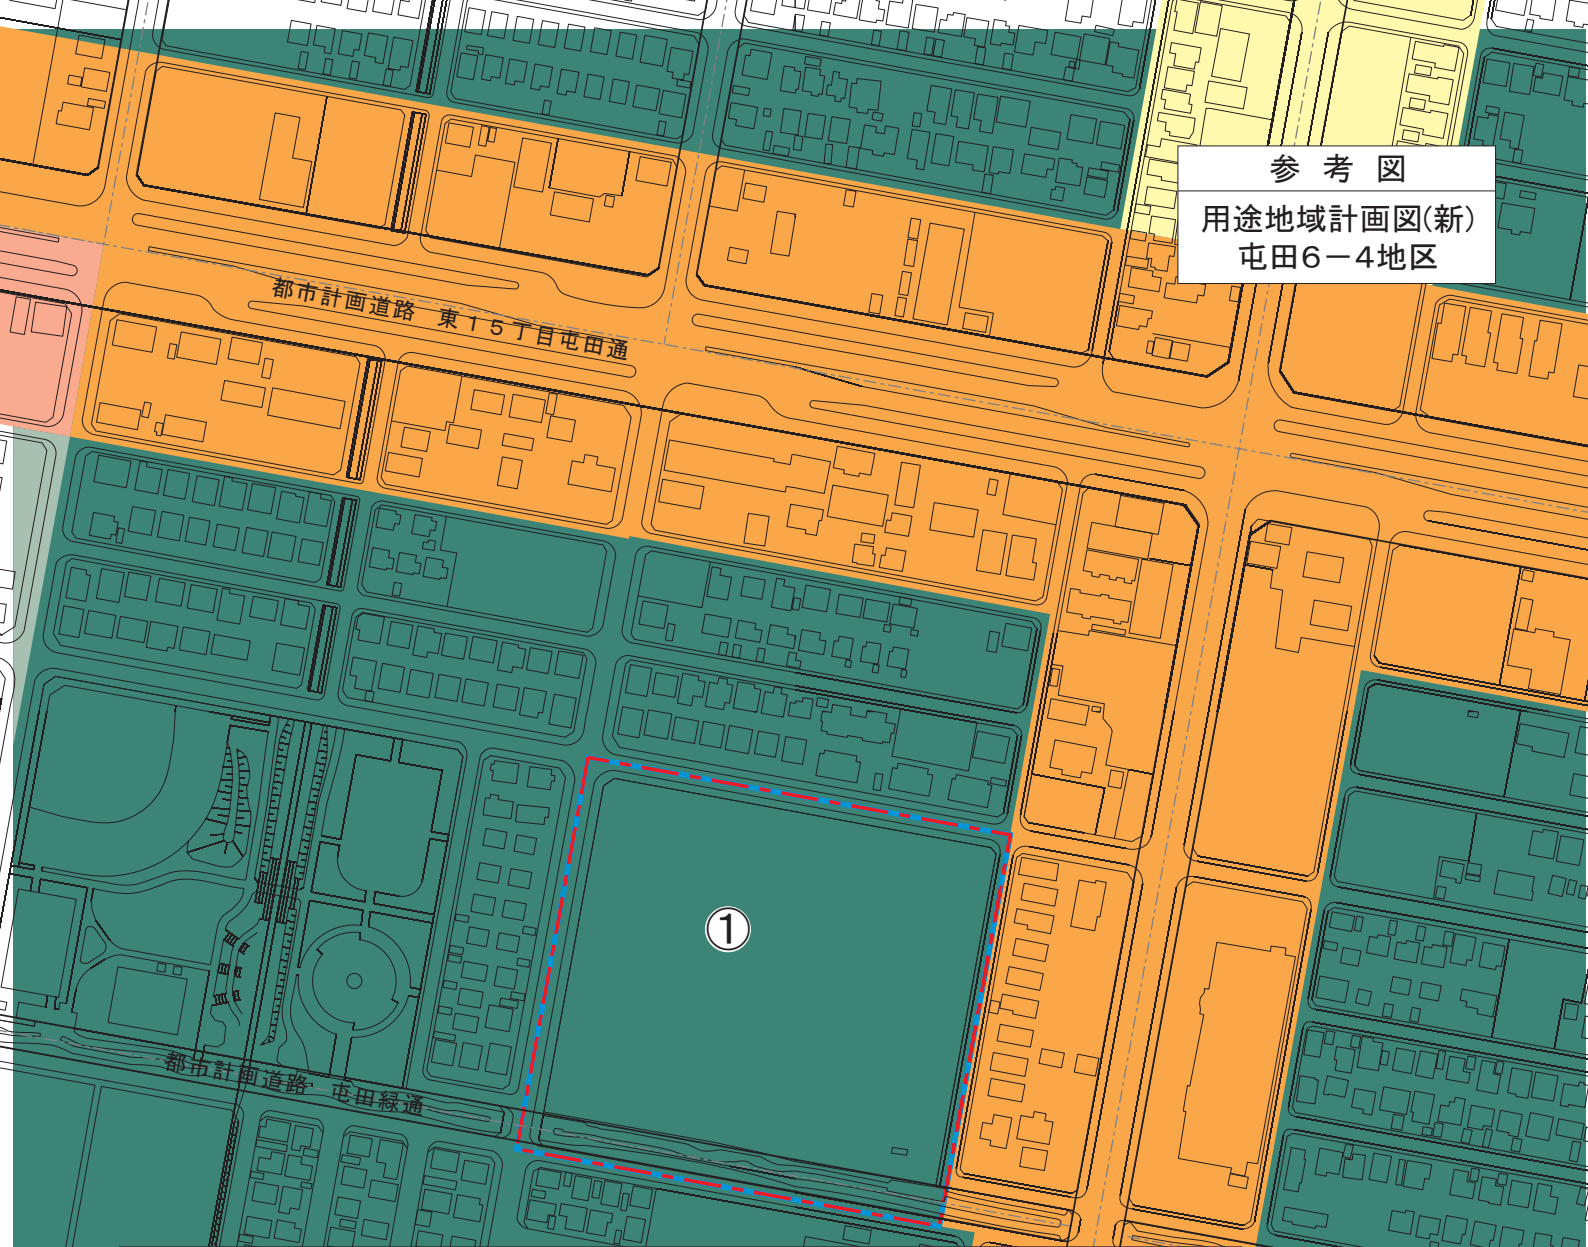 参考図
用途地域計画図(新)
屯田6－4地区
都市計画道路 東15丁目屯田通
①
都市計画道路 屯田緑通